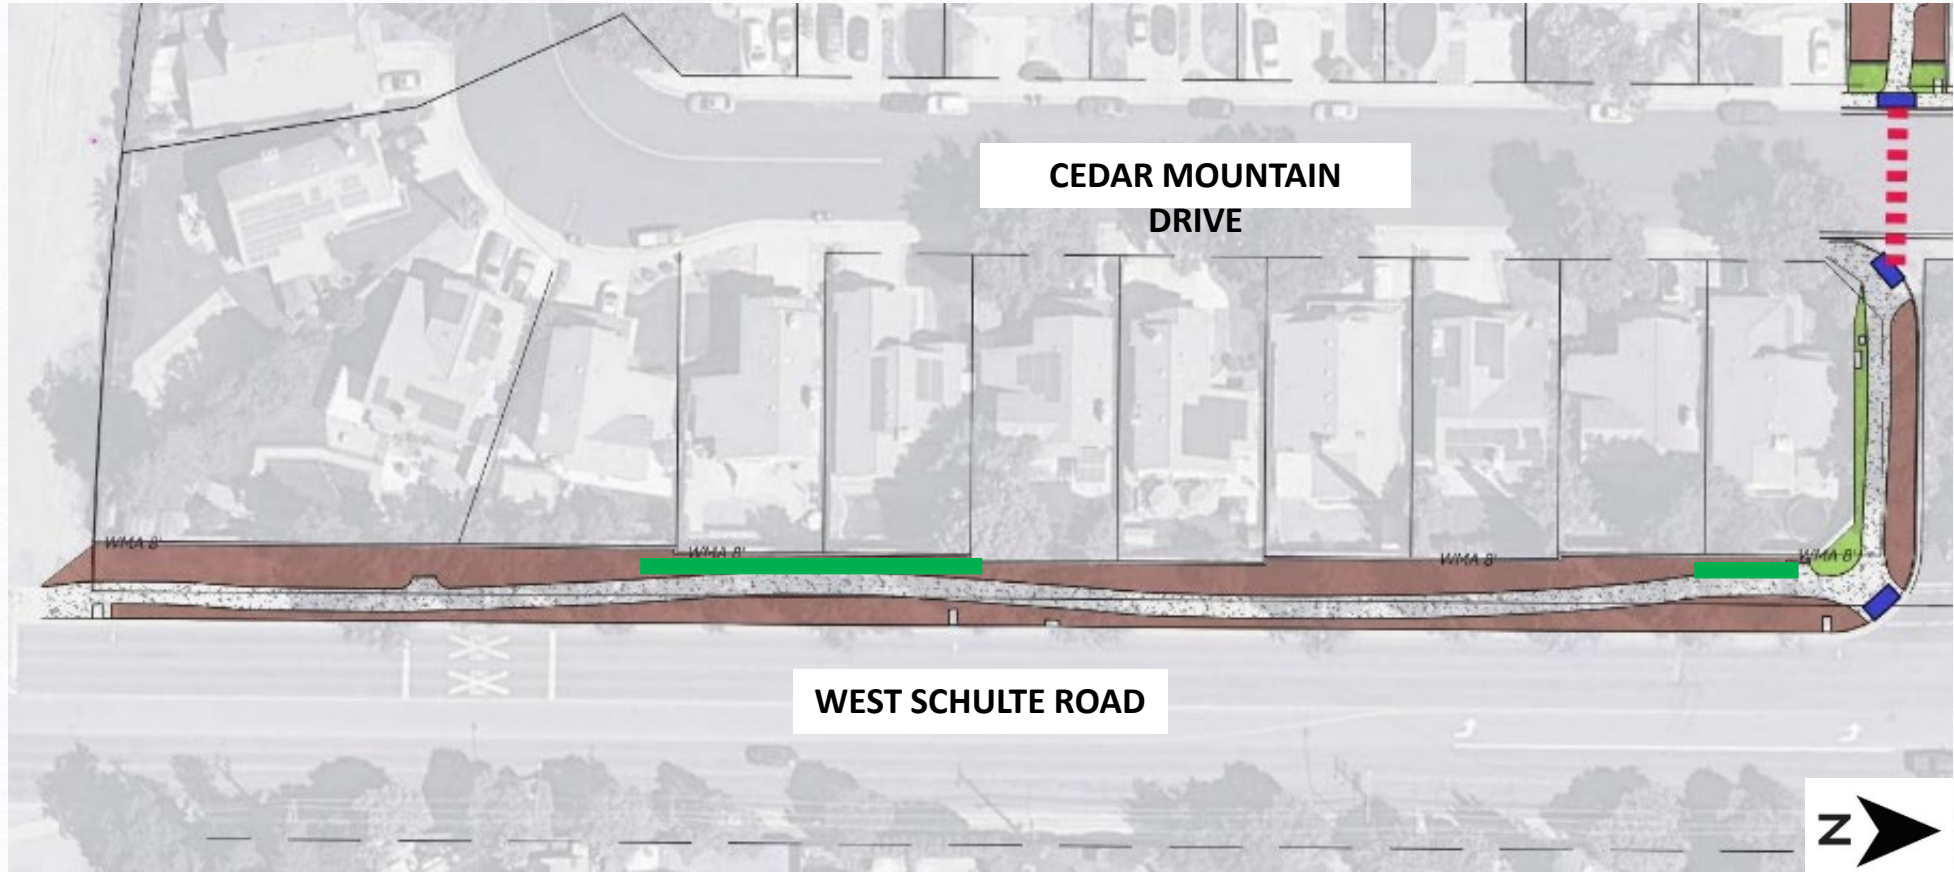 CEDAR MOUNTAIN
DRIVE
WMA 8'
WMA 8'
WMA 8'
WMA 8'
WEST SCHULTE ROAD
N